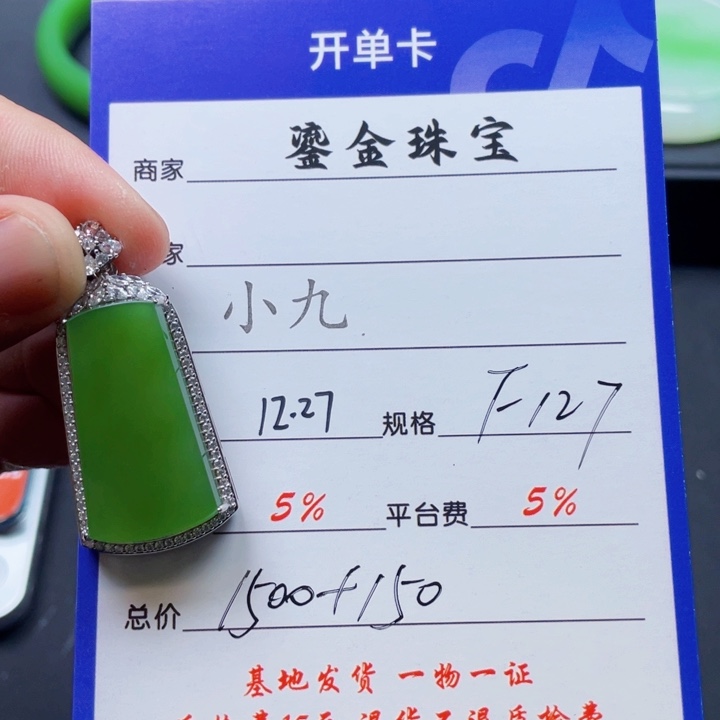 开单卡
商家 鎏金珠宝
家
小九
12.27 规格 T-127
5% 平台费 5%
总价 1500+150
基地发货 一物一证